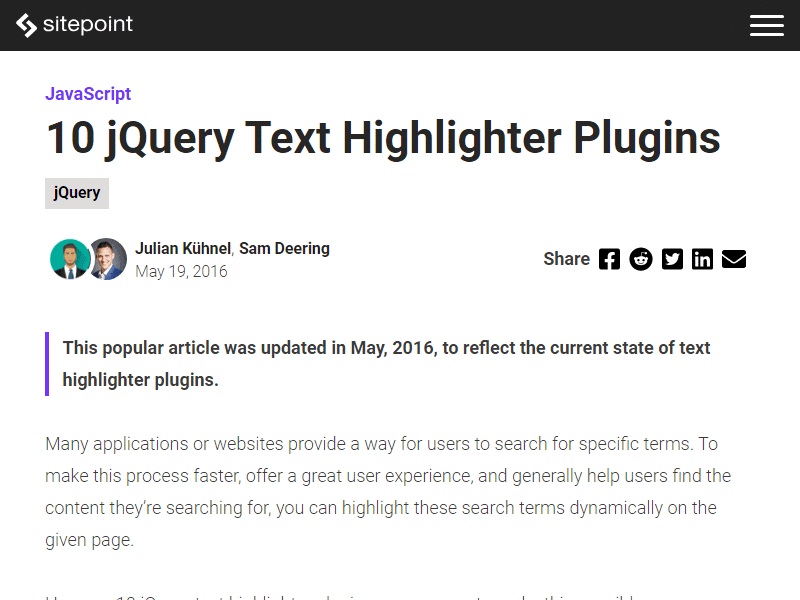 sitepoint
JavaScript
10 jQuery Text Highlighter Plugins
jQuery
Julian Kühnel, Sam Deering
May 19, 2016
Share
This popular article was updated in May, 2016, to reflect the current state of text
highlighter plugins.
Many applications or websites provide a way for users to search for specific terms. To
make this process faster, offer a great user experience, and generally help users find the
content they’re searching for, you can highlight these search terms dynamically on the
given page.